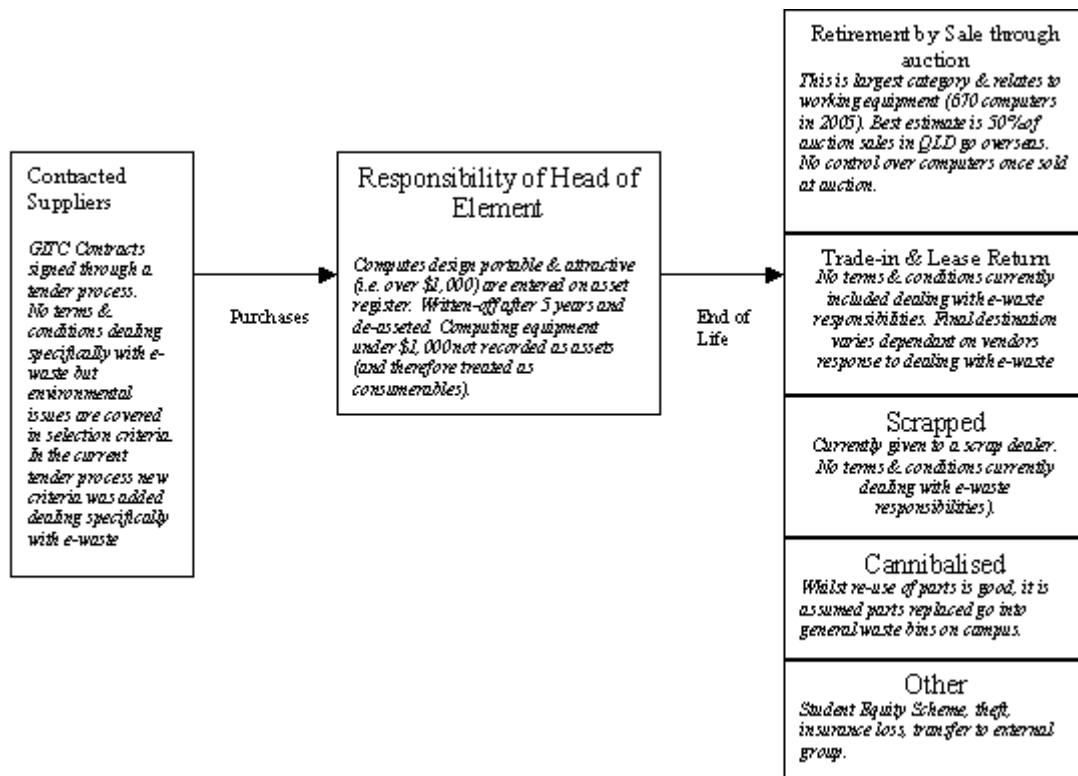 Contracted
Suppliers
GITC Contracts
signed through a
tender process.
No terms &
conditions dealing
specifically with e-
waste but
environmental
issues are covered
in selection criteria.
In the current
tender process new
criteria was added
dealing specifically
with e-waste
Purchases
Responsibility of Head of
Element
Computes design portable & attractive
(i.e. over $1,000) are entered on asset
register. Written-off after 5 years and
de-asseted. Computing equipment
under $1,000 not recorded as assets
(and therefore treated as
consumerables).
End of
Life
Retirement by Sale through
auction
This is largest category & relates to
working equipment (670 computers
in 2005). Best estimate is 50% of
auction sales in QLD go overseas.
No control over computers once sold
at auction.
Trade-in & Lease Return
No terms & conditions currently
included dealing with e-waste
responsibilities. Final destination
varies dependant on vendors
response to dealing with e-waste
Scrapped
Currently given to a scrap dealer.
No terms & conditions currently
dealing with e-waste
responsibilities).
Cannibalised
Whilst re-use of parts is good, it is
assumed parts replaced go into
general waste bins on campus.
Other
Student Equity Scheme, theft,
insurance loss, transfer to external
group.